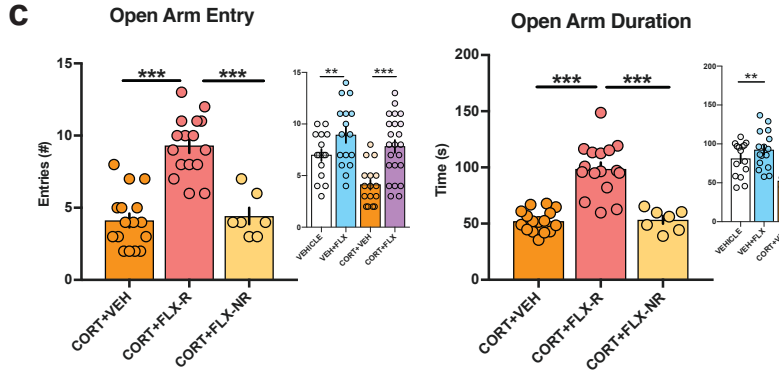 C
Open Arm Entry
Open Arm Duration
Entries (#)
15
10
5
0
***
***
CORT+VEH
CORT+FLX-R
CORT+FLX-NR
15
10
5
0
**
***
VEHICLE
VEH+FLX
CORT+VEH
CORT+FLX
Time (s)
200
150
100
50
0
***
***
CORT+VEH
CORT+FLX-R
CORT+FLX-NR
200
150
100
50
0
**
VEHICLE
VEH+FLX